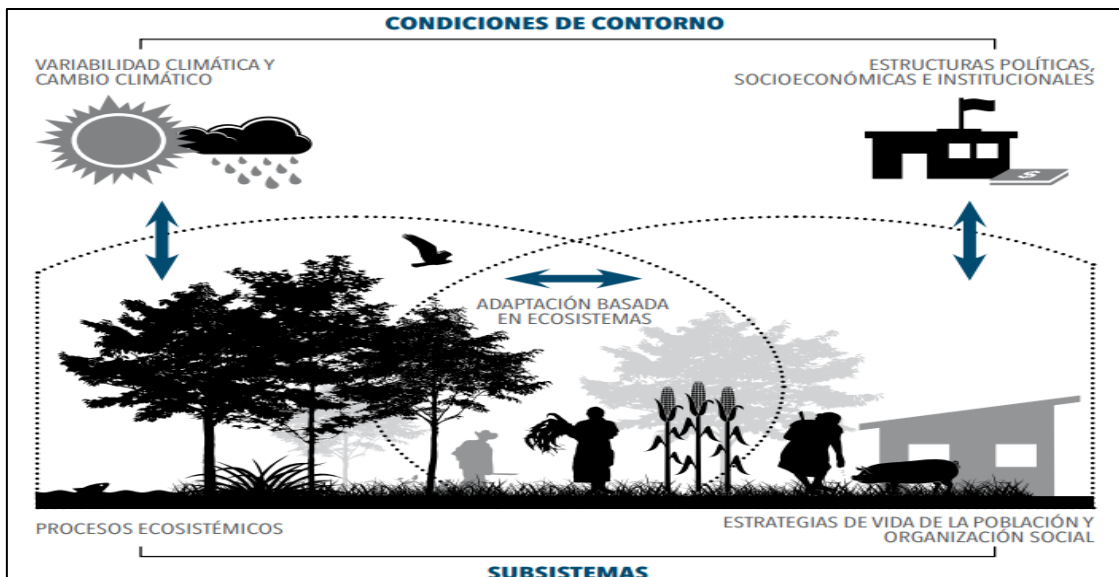 CONDICIONES DE CONTORNO
VARIABILIDAD CLIMÁTICA Y
CAMBIO CLIMÁTICO
ESTRUCTURAS POLÍTICAS,
SOCIOECONÓMICAS E INSTITUCIONALES
$
ADAPTACIÓN BASADA
EN ECOSISTEMAS
PROCESOS ECOSISTÉMICOS
ESTRATEGIAS DE VIDA DE LA POBLACIÓN Y
ORGANIZACIÓN SOCIAL
SUBSISTEMAS